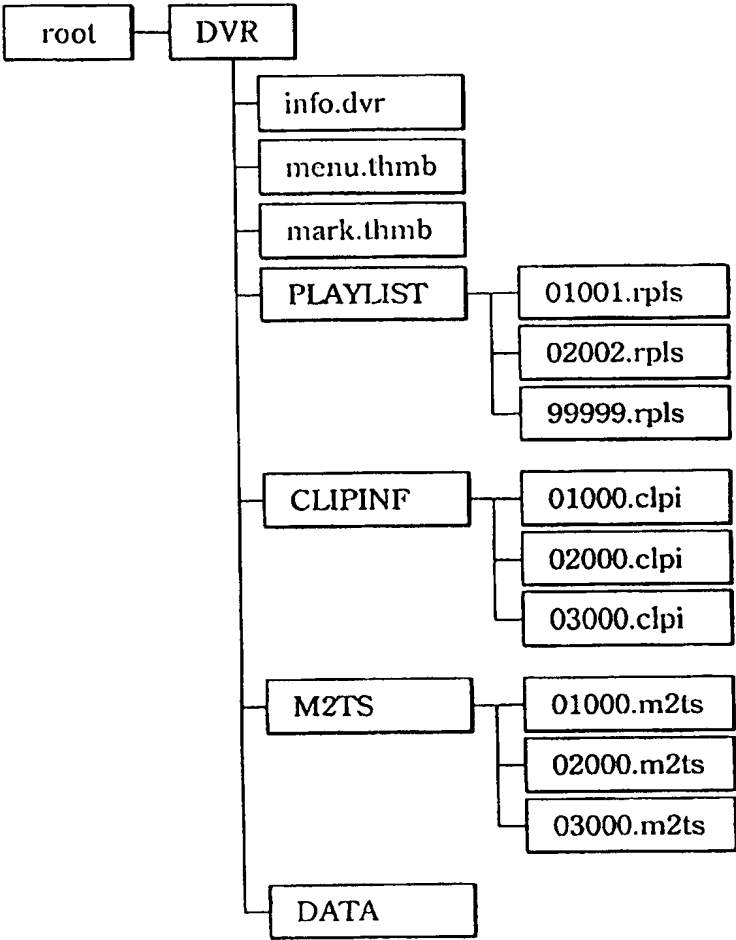 root
DVR
info.dvr
menu.thmb
mark.thmb
PLAYLIST
01001.rpls
02002.rpls
99999.rpls
CLIPINF
01000.clpi
02000.clpi
03000.clpi
M2TS
01000.m2ts
02000.m2ts
03000.m2ts
DATA